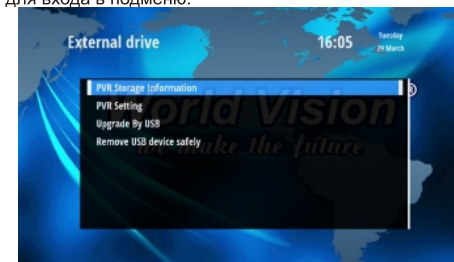 для входа в подменю.
External drive
16:05
Tuesday
29 March
PVR Storage Information
PVR Setting
Upgrade By USB
Remove USB device safely
World Vision ®
we make the future